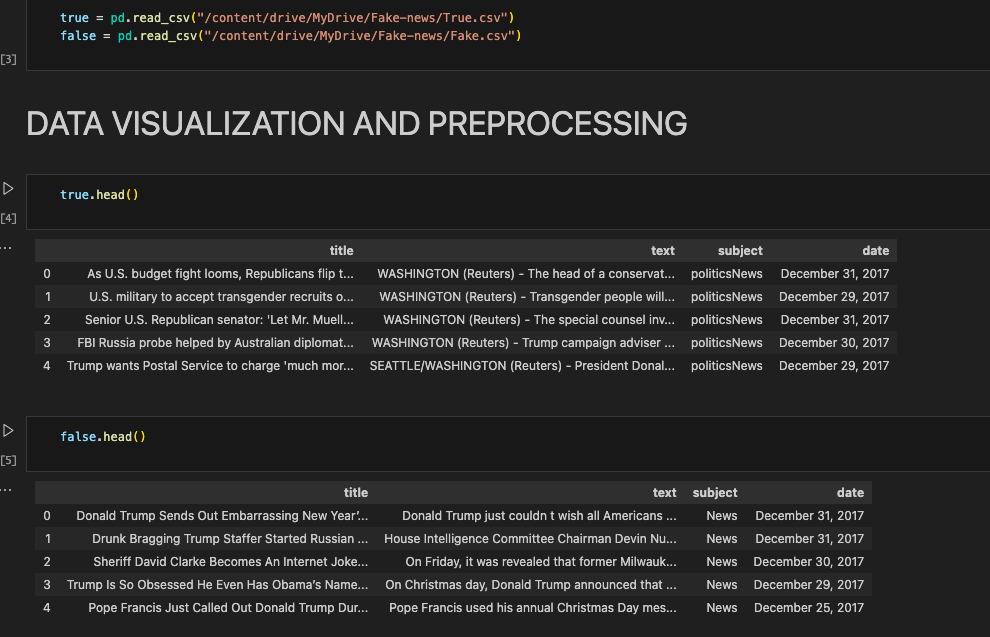 true = pd.read_csv("/content/drive/MyDrive/Fake-news/True.csv")
false = pd.read_csv("/content/drive/MyDrive/Fake-news/Fake.csv")
[3]
DATA VISUALIZATION AND PREPROCESSING
true.head()
[4]
...
title text subject date
0 As U.S. budget fight looms, Republicans flip t... WASHINGTON (Reuters) - The head of a conservat... politicsNews December 31, 2017
1 U.S. military to accept transgender recruits o... WASHINGTON (Reuters) - Transgender people will... politicsNews December 29, 2017
2 Senior U.S. Republican senator: 'Let Mr. Muell... WASHINGTON (Reuters) - The special counsel inv... politicsNews December 31, 2017
3 FBI Russia probe helped by Australian diplomat... WASHINGTON (Reuters) - Trump campaign adviser ... politicsNews December 30, 2017
4 Trump wants Postal Service to charge 'much mor... SEATTLE/WASHINGTON (Reuters) - President Donal... politicsNews December 29, 2017
false.head()
[5]
...
title text subject date
0 Donald Trump Sends Out Embarrassing New Year’... Donald Trump just couldn t wish all Americans ... News December 31, 2017
1 Drunk Bragging Trump Staffer Started Russian ... House Intelligence Committee Chairman Devin Nu... News December 31, 2017
2 Sheriff David Clarke Becomes An Internet Joke... On Friday, it was revealed that former Milwauk... News December 30, 2017
3 Trump Is So Obsessed He Even Has Obama’s Name... On Christmas day, Donald Trump announced that ... News December 29, 2017
4 Pope Francis Just Called Out Donald Trump Dur... Pope Francis used his annual Christmas Day mes... News December 25, 2017